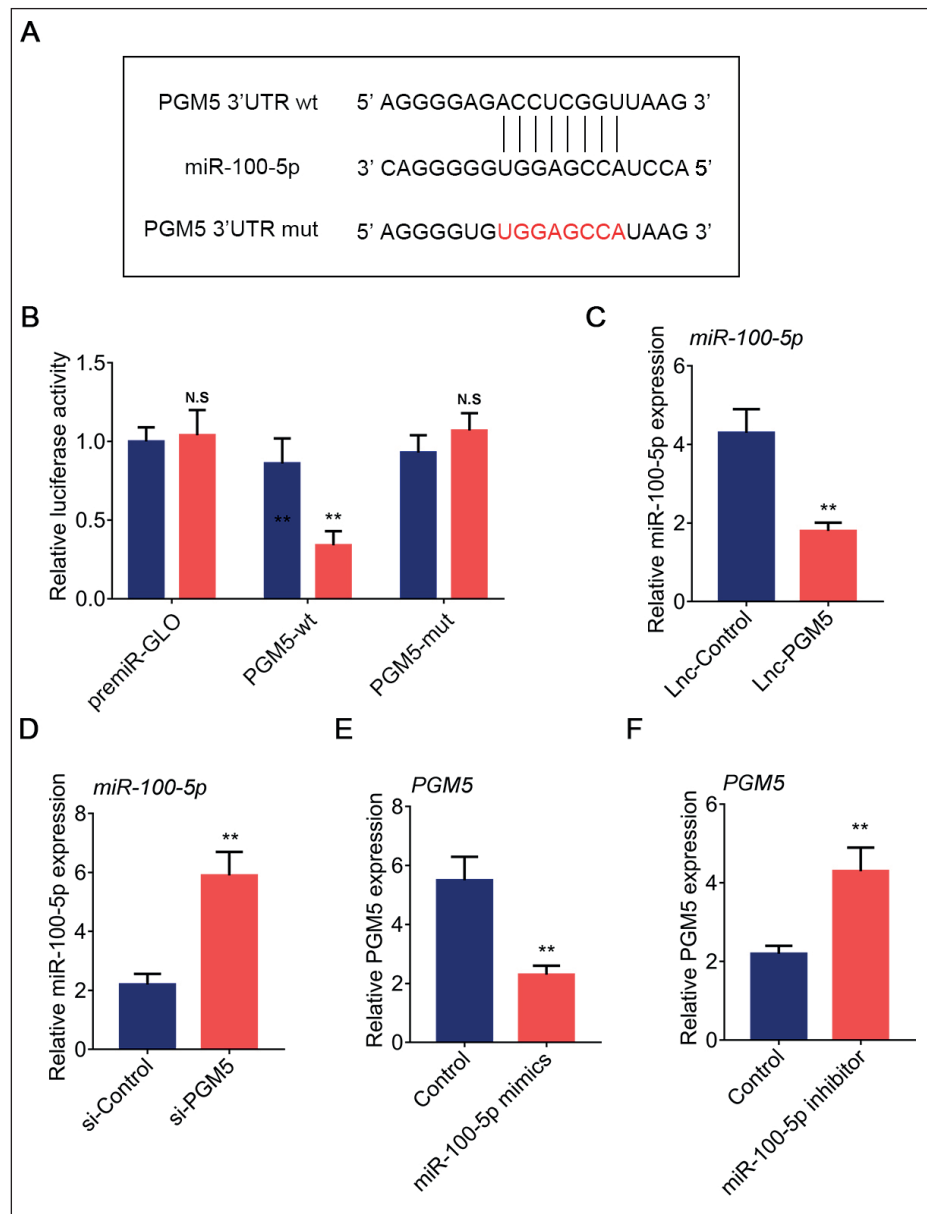 A
PGM5 3'UTR wt 5' AGGGGAGACCUCGGUUAAG 3'
miR-100-5p 3' CAGGGGGUGGAGCCAUCCA 5'
PGM5 3'UTR mut 5' AGGGGUGUGGAGCCAUAAG 3'
B
Relative luciferase activity
1.5
1.0
0.5
0.0
N.S
**
**
N.S
premiR-GLO
PGM5-wt
PGM5-mut
C
miR-100-5p
Relative miR-100-5p expression
6
4
2
0
**
Lnc-Control
Lnc-PGM5
D
miR-100-5p
Relative miR-100-5p expression
8
6
4
2
0
**
si-Control
si-PGM5
E
PGM5
Relative PGM5 expression
8
6
4
2
0
**
Control
miR-100-5p mimics
F
PGM5
Relative PGM5 expression
6
4
2
0
**
Control
miR-100-5p inhibitor